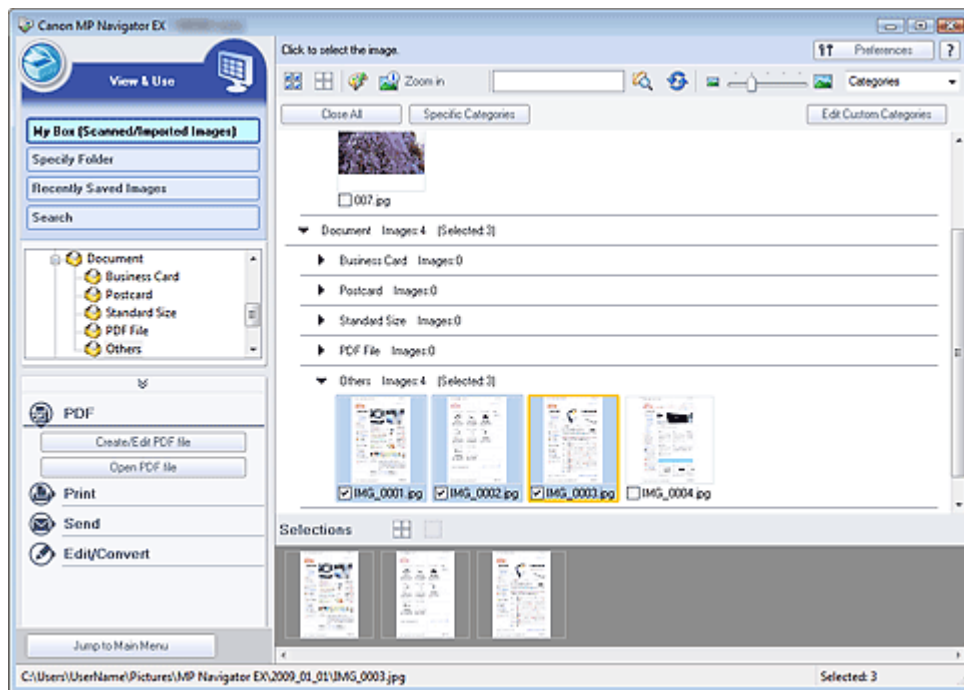 Canon MP Navigator EX
Click to select the image.
Preferences
?
View & Use
Zoom in
Categories
Close All
Specific Categories
Edit Custom Categories
My Box (Scanned/Imported Images)
Specify Folder
Recently Saved Images
Search
007.jpg
Document Images:4 (Selected:3)
Business Card Images:0
Postcard Images:0
Standard Size Images:0
PDF File Images:0
Others Images:4 (Selected:3)
Document
Business Card
Postcard
Standard Size
PDF File
Others
IMG_0001.jpg
IMG_0002.jpg
IMG_0003.jpg
IMG_0004.jpg
PDF
Create/Edit PDF file
Open PDF file
Print
Send
Edit/Convert
Selections
Jump to Main Menu
C:\Users\UserName\Pictures\MP Navigator EX\2009_01_01\IMG_0003.jpg
Selected: 3